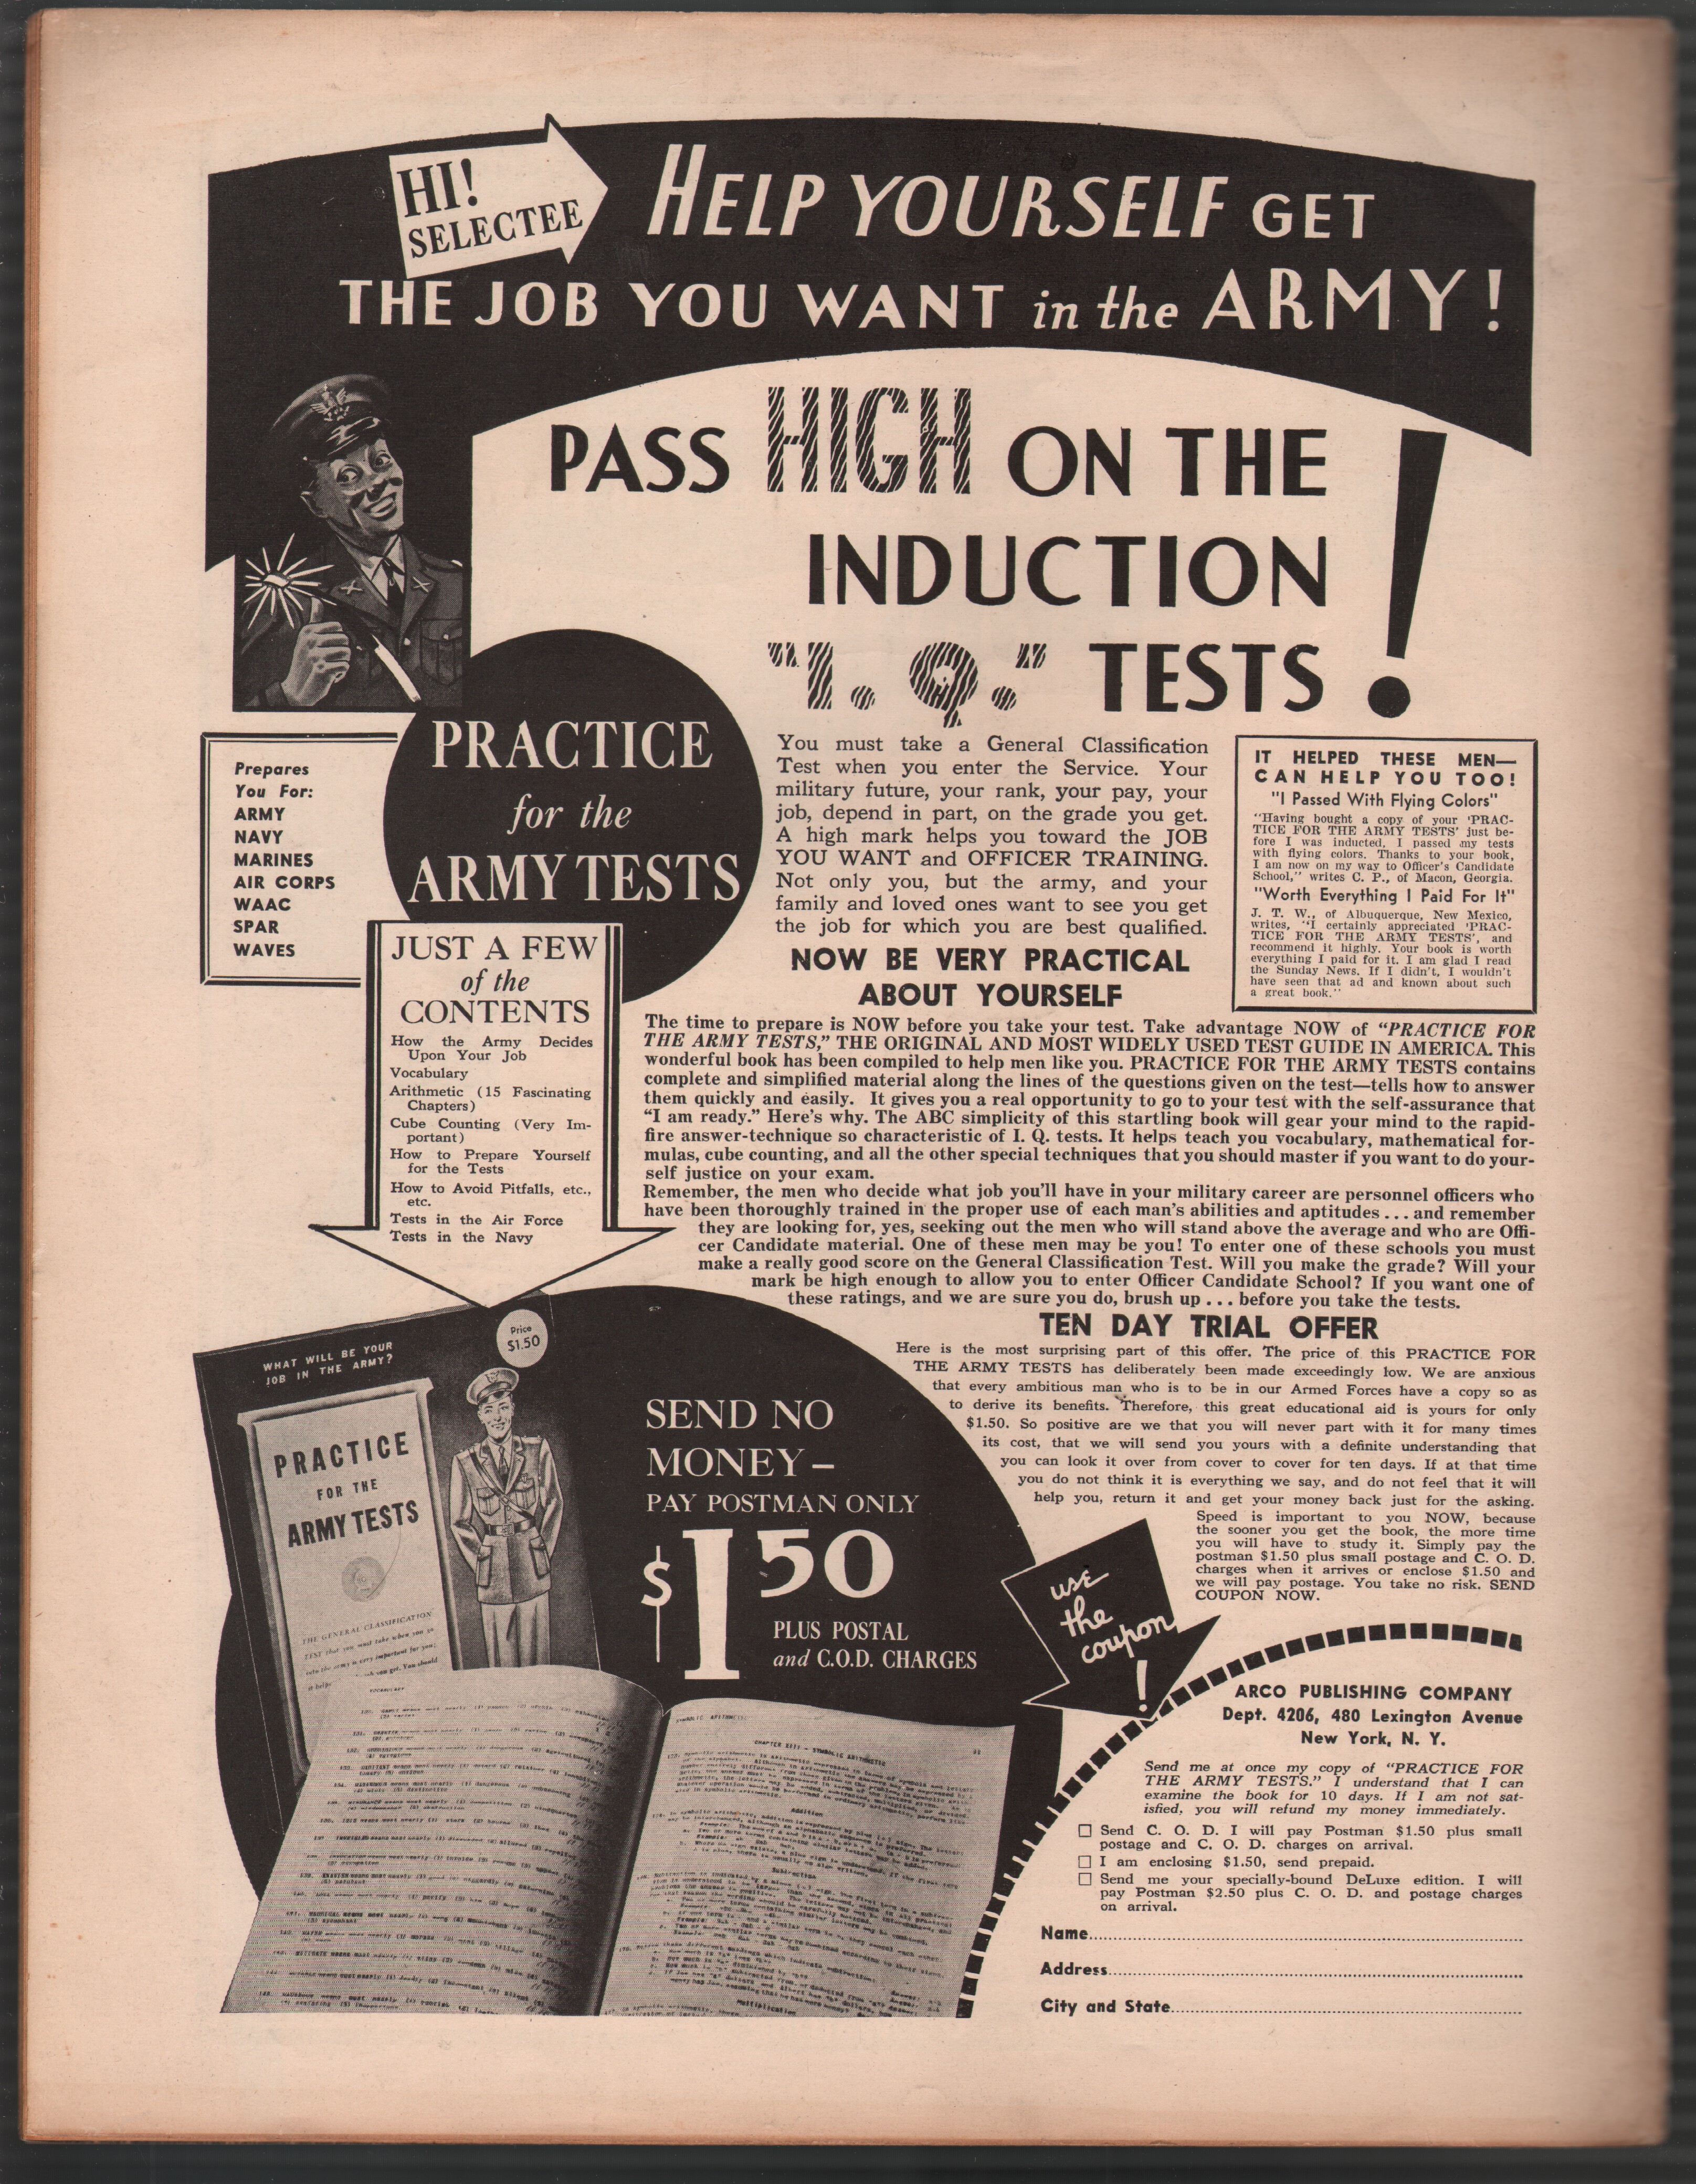 HI!
SELECTEE
HELP YOURSELF GET
THE JOB YOU WANT in the ARMY!
PASS HIGH ON THE
INDUCTION
"I. Q." TESTS!
PRACTICE
for the
ARMY TESTS
Prepares
You For:
ARMY
NAVY
MARINES
AIR CORPS
WAAC
SPAR
WAVES
You must take a General Classification
Test when you enter the Service. Your
military future, your rank, your pay, your
job, depend in part, on the grade you get.
A high mark helps you toward the JOB
YOU WANT and OFFICER TRAINING.
Not only you, but the army, and your
family and loved ones want to see you get
the job for which you are best qualified.
IT HELPED THESE MEN—
CAN HELP YOU TOO!
"I Passed With Flying Colors"
"Having bought a copy of your 'PRAC-
TICE FOR THE ARMY TESTS' just be-
fore I was inducted, I passed my tests
with flying colors. Thanks to your book,
I am now on my way to Officer's Candidate
School," writes C. P., of Macon, Georgia.
"Worth Everything I Paid For It"
J. T. W., of Albuquerque, New Mexico,
writes, "I certainly appreciated 'PRAC-
TICE FOR THE ARMY TESTS', and
recommend it highly. Your book is worth
everything I paid for it. I am glad I read
the Sunday News. If I didn't, I wouldn't
have seen that ad and known about such
a great book."
JUST A FEW
of the
CONTENTS
How the Army Decides
Upon Your Job
Vocabulary
Arithmetic (15 Fascinating
Chapters)
Cube Counting (Very Im-
portant)
How to Prepare Yourself
for the Tests
How to Avoid Pitfalls, etc.,
etc.
Tests in the Air Force
Tests in the Navy
NOW BE VERY PRACTICAL
ABOUT YOURSELF
The time to prepare is NOW before you take your test. Take advantage NOW of "PRACTICE FOR
THE ARMY TESTS," THE ORIGINAL AND MOST WIDELY USED TEST GUIDE IN AMERICA. This
wonderful book has been compiled to help men like you. PRACTICE FOR THE ARMY TESTS contains
complete and simplified material along the lines of the questions given on the test—tells how to answer
them quickly and easily. It gives you a real opportunity to go to your test with the self-assurance that
"I am ready." Here's why. The ABC simplicity of this startling book will gear your mind to the rapid-
fire answer-technique so characteristic of I. Q. tests. It helps teach you vocabulary, mathematical for-
mulas, cube counting, and all the other special techniques that you should master if you want to do your-
self justice on your exam.
Remember, the men who decide what job you'll have in your military career are personnel officers who
have been thoroughly trained in the proper use of each man's abilities and aptitudes . . . and remember
they are looking for, yes, seeking out the men who will stand above the average and who are Offi-
cer Candidate material. One of these men may be you! To enter one of these schools you must
make a really good score on the General Classification Test. Will you make the grade? Will your
mark be high enough to allow you to enter Officer Candidate School? If you want one of
these ratings, and we are sure you do, brush up . . . before you take the tests.
TEN DAY TRIAL OFFER
Here is the most surprising part of this offer. The price of this PRACTICE FOR
THE ARMY TESTS has deliberately been made exceedingly low. We are anxious
that every ambitious man who is to be in our Armed Forces have a copy so as
to derive its benefits. Therefore, this great educational aid is yours for only
$1.50. So positive are we that you will never part with it for many times
its cost, that we will send you yours with a definite understanding that
you can look it over from cover to cover for ten days. If at that time
you do not think it is everything we say, and do not feel that it will
help you, return it and get your money back just for the asking.
Speed is important to you NOW, because
the sooner you get the book, the more time
you will have to study it. Simply pay the
postman $1.50 plus small postage and C. O. D.
charges when it arrives or enclose $1.50 and
we will pay postage. You take no risk. SEND
COUPON NOW.
Price
$1.50
WHAT WILL BE YOUR
JOB IN THE ARMY?
PRACTICE
FOR THE
ARMY TESTS
THE GENERAL CLASSIFICATION
TEST that you must take when you go
into the army is very important for you.
SEND NO
MONEY—
PAY POSTMAN ONLY
$1 50
PLUS POSTAL
and C.O.D. CHARGES
use
the
coupon
!
VOCABULARY
SYMBOLIC ARITHMETIC
CHAPTER XIII - SYMBOLIC ARITHMETIC
Addition
Subtraction
Multiplication
ARCO PUBLISHING COMPANY
Dept. 4206, 480 Lexington Avenue
New York, N. Y.
Send me at once my copy of "PRACTICE FOR
THE ARMY TESTS." I understand that I can
examine the book for 10 days. If I am not sat-
isfied, you will refund my money immediately.
Send C. O. D. I will pay Postman $1.50 plus small
postage and C. O. D. charges on arrival.
I am enclosing $1.50, send prepaid.
Send me your specially-bound DeLuxe edition. I will
pay Postman $2.50 plus C. O. D. and postage charges
on arrival.
Name
Address
City and State